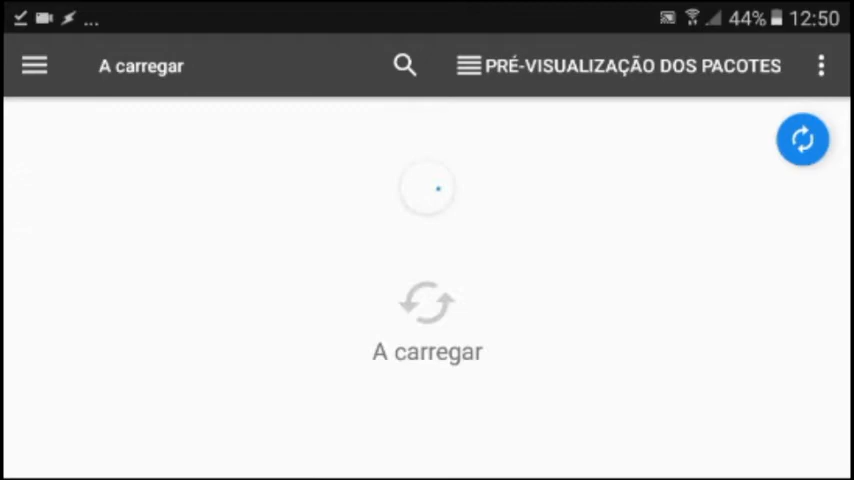 ... 44% 12:50
A carregar PRÉ-VISUALIZAÇÃO DOS PACOTES
A carregar